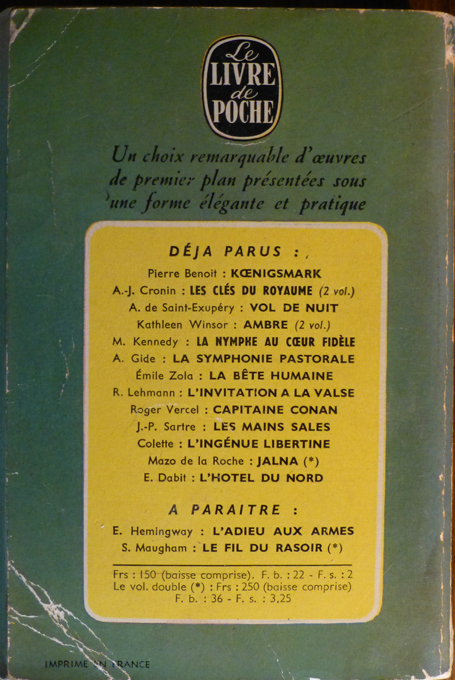 Le
LIVRE
de
POCHE
Un choix remarquable d'œuvres
de premier plan présentées sous
une forme élégante et pratique
DÉJA PARUS :
Pierre Benoit : KŒNIGSMARK
A.-J. Cronin : LES CLÉS DU ROYAUME (2 vol.)
A. de Saint-Exupéry : VOL DE NUIT
Kathleen Winsor : AMBRE (2 vol.)
M. Kennedy : LA NYMPHE AU CŒUR FIDÈLE
A. Gide : LA SYMPHONIE PASTORALE
Émile Zola : LA BÊTE HUMAINE
R. Lehmann : L'INVITATION A LA VALSE
Roger Vercel : CAPITAINE CONAN
J.-P. Sartre : LES MAINS SALES
Colette : L'INGÉNUE LIBERTINE
Mazo de la Roche : JALNA (*)
E. Dabit : L'HOTEL DU NORD
A PARAITRE :
E. Hemingway : L'ADIEU AUX ARMES
S. Maugham : LE FIL DU RASOIR (*)
Frs : 150 (baisse comprise). F. b. : 22 - F. s. : 2
Le vol. double (*) : Frs : 250 (baisse comprise)
F. b. : 36 - F. s. : 3,25
IMPRIME EN FRANCE